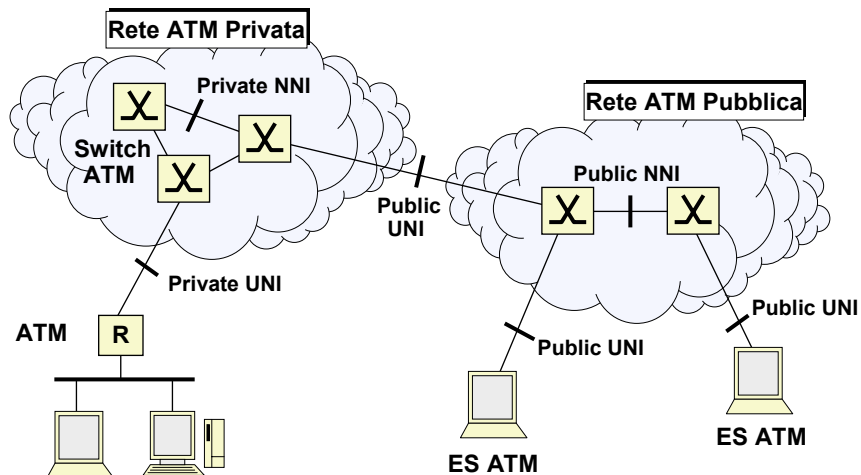 Rete ATM Privata
Private NNI
Rete ATM Pubblica
Switch
ATM
Public NNI
Public
UNI
Private UNI
Public UNI
ATM
R
Public UNI
ES ATM
ES ATM